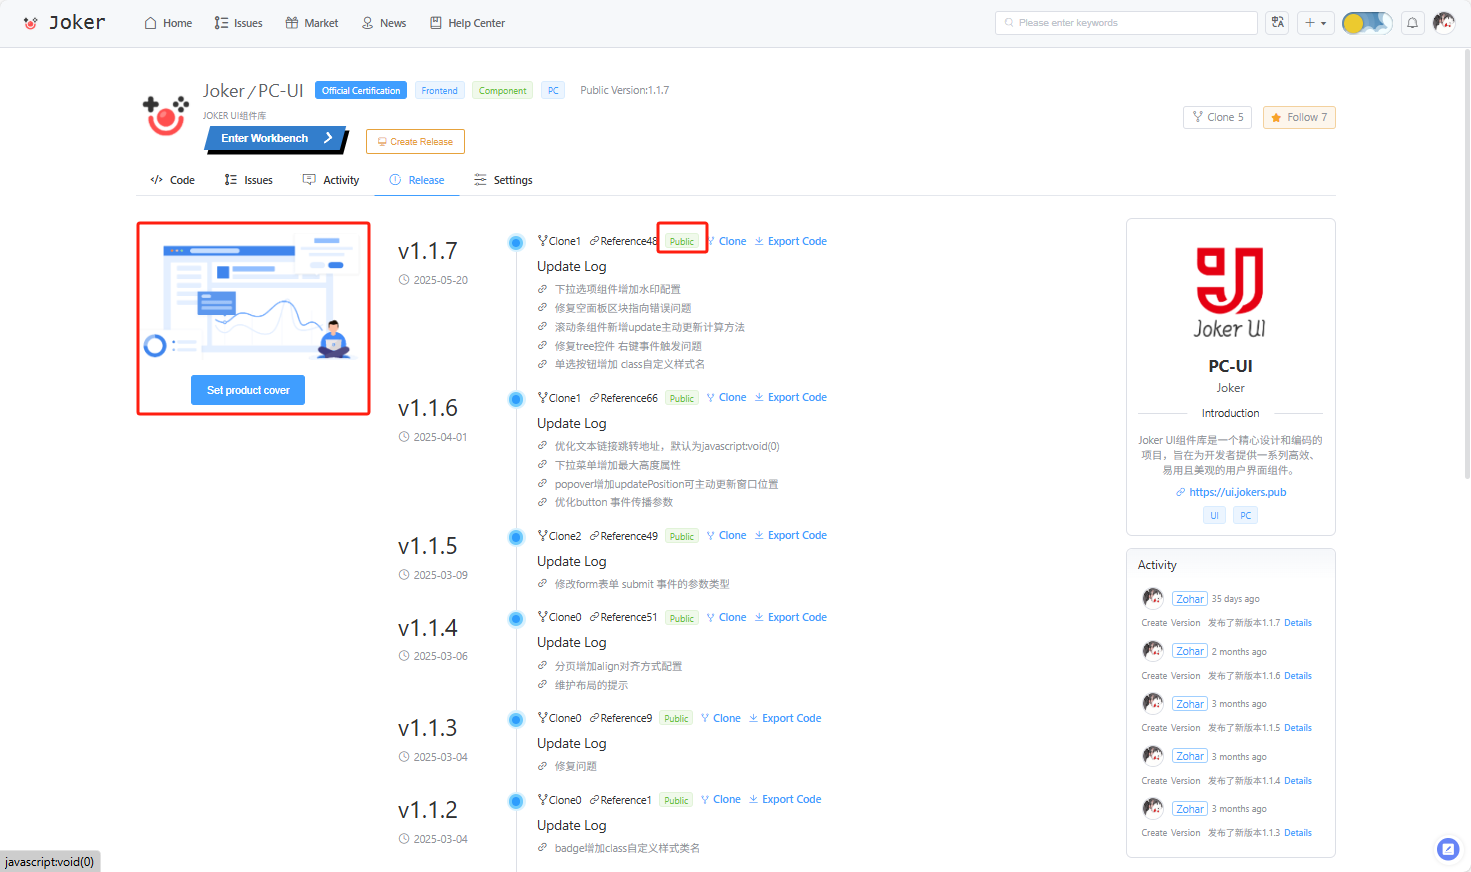 Joker
Home
Issues
Market
News
Help Center
Please enter keywords
Joker / PC-UI
Official Certification
Frontend
Component
PC
Public Version:1.1.7
JOKER UI组件库
Enter Workbench
Create Release
Clone 5
Follow 7
Code
Issues
Activity
Release
Settings
Set product cover
v1.1.7
2025-05-20
Clone1 Reference48 Public Clone Export Code
Update Log
下拉选项组件增加水印配置
修复空面板区块指向错误问题
滚动条组件新增update主动更新计算方法
修复tree控件 右键事件触发问题
单选按钮增加 class自定义样式名
v1.1.6
2025-04-01
Clone1 Reference66 Public Clone Export Code
Update Log
优化文本链接跳转地址，默认为javascript:void(0)
下拉菜单增加最大高度属性
popover增加updatePosition可主动更新窗口位置
优化button 事件传播参数
v1.1.5
2025-03-09
Clone2 Reference49 Public Clone Export Code
Update Log
修改form表单 submit 事件的参数类型
v1.1.4
2025-03-06
Clone0 Reference51 Public Clone Export Code
Update Log
分页增加align对齐方式配置
维护布局的提示
v1.1.3
2025-03-04
Clone0 Reference9 Public Clone Export Code
Update Log
修复问题
v1.1.2
2025-03-04
Clone0 Reference1 Public Clone Export Code
Update Log
badge增加class自定义样式类名
Joker UI
PC-UI
Joker
Introduction
Joker UI组件库是一个精心设计和编码的
项目，旨在为开发者提供一系列高效、
易用且美观的用户界面组件。
https://ui.jokers.pub
UI
PC
Activity
Zohar 35 days ago
Create Version 发布了新版本1.1.7 Details
Zohar 2 months ago
Create Version 发布了新版本1.1.6 Details
Zohar 3 months ago
Create Version 发布了新版本1.1.5 Details
Zohar 3 months ago
Create Version 发布了新版本1.1.4 Details
Zohar 3 months ago
Create Version 发布了新版本1.1.3 Details
javascript:void(0)